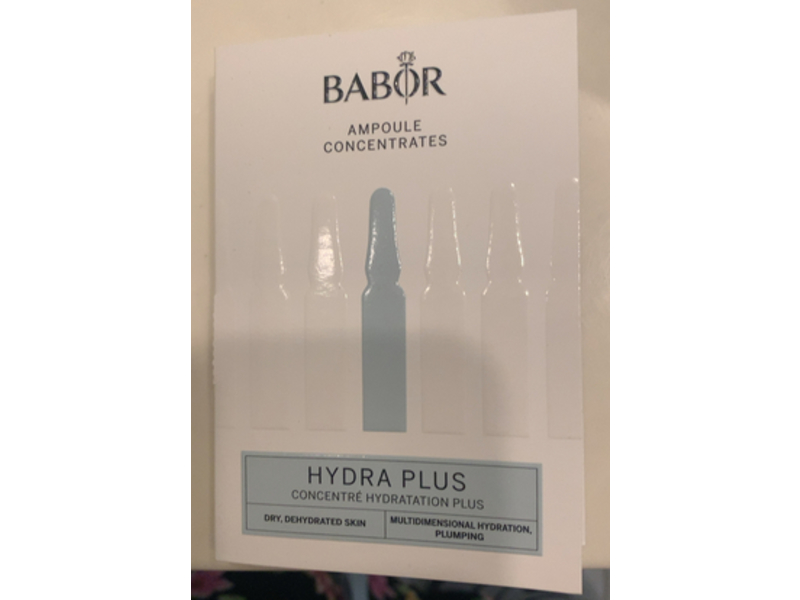 BABOR
AMPOULE
CONCENTRATES
HYDRA PLUS
CONCENTRÉ HYDRATATION PLUS
DRY, DEHYDRATED SKIN
MULTIDIMENSIONAL HYDRATION,
PLUMPING